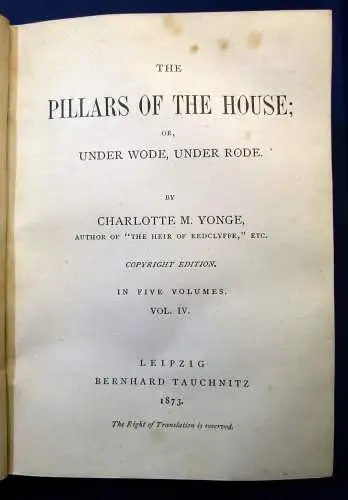 THE
PILLARS OF THE HOUSE;
OR,
UNDER WODE, UNDER RODE.
BY
CHARLOTTE M. YONGE,
AUTHOR OF "THE HEIR OF REDCLYFFE," ETC.
COPYRIGHT EDITION.
IN FIVE VOLUMES.
VOL. IV.
LEIPZIG
BERNHARD TAUCHNITZ
1873.
The Right of Translation is reserved.